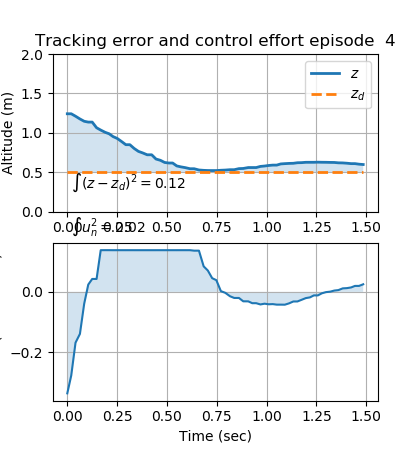 Tracking error and control effort episode 4
2.0
1.5
1.0
0.5
0.0
Altitude (m)
z
z_d
∫(z − z_d)² = 0.12
0.00 0.25 0.50 0.75 1.00 1.25 1.50
∫u_n² = 0.02
0.0
−0.2
0.00 0.25 0.50 0.75 1.00 1.25 1.50
Time (sec)